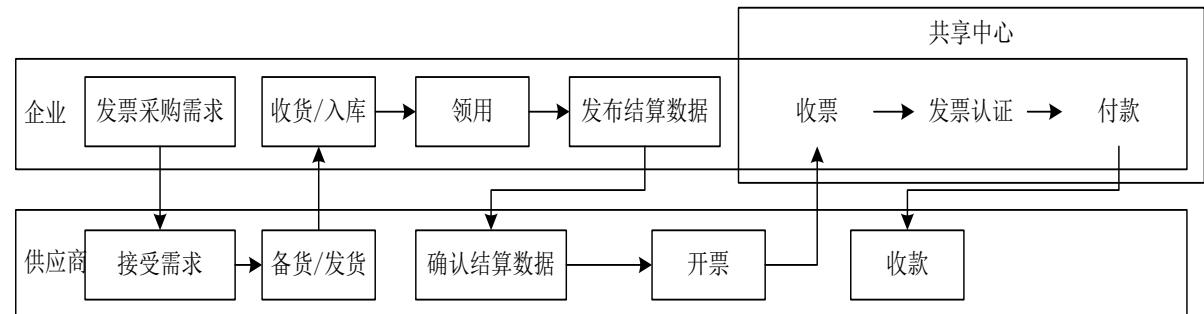 共享中心
企业
发票采购需求
收货/入库
领用
发布结算数据
收票
发票认证
付款
供应商
接受需求
备货/发货
确认结算数据
开票
收款